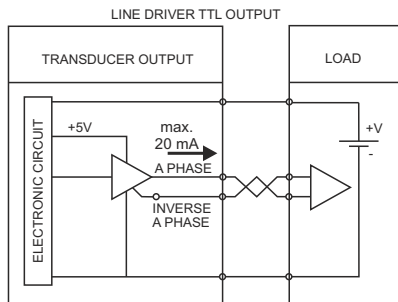 LINE DRIVER TTL OUTPUT
TRANSDUCER OUTPUT
LOAD
ELECTRONIC CIRCUIT
+5V
max.
20 mA
A PHASE
INVERSE
A PHASE
+V
-